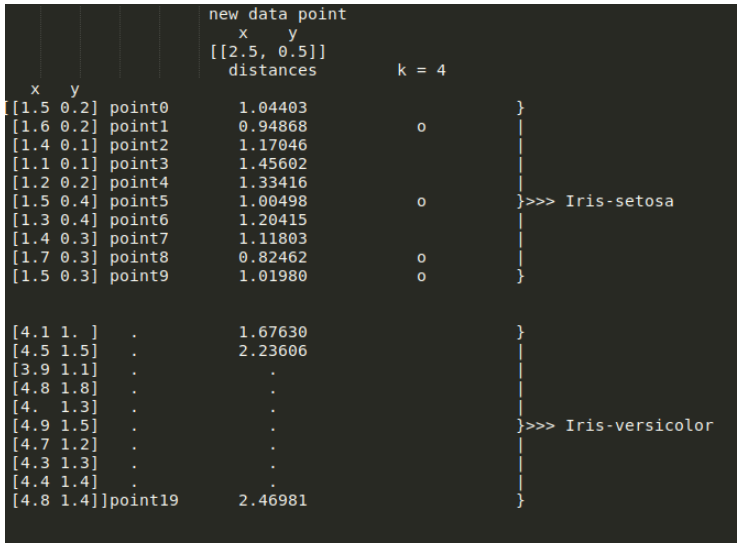 new data point
x y
[[2.5, 0.5]]
distances k = 4
x y
[[1.5 0.2] point0 1.04403 }
[1.6 0.2] point1 0.94868 o |
[1.4 0.1] point2 1.17046 |
[1.1 0.1] point3 1.45602 |
[1.2 0.2] point4 1.33416 |
[1.5 0.4] point5 1.00498 o }>>> Iris-setosa
[1.3 0.4] point6 1.20415 |
[1.4 0.3] point7 1.11803 |
[1.7 0.3] point8 0.82462 o |
[1.5 0.3] point9 1.01980 o }
[4.1 1. ] . 1.67630 }
[4.5 1.5] . 2.23606 |
[3.9 1.1] . . |
[4.8 1.8] . . |
[4. 1.3] . . |
[4.9 1.5] . . }>>> Iris-versicolor
[4.7 1.2] . . |
[4.3 1.3] . . |
[4.4 1.4] . . |
[4.8 1.4]]point19 2.46981 }